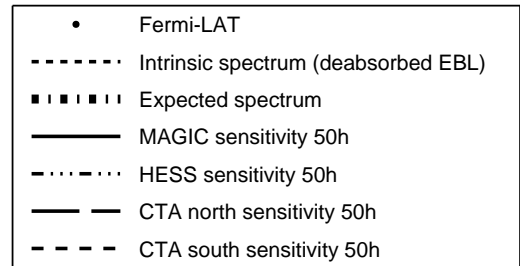 Fermi-LAT
Intrinsic spectrum (deabsorbed EBL)
Expected spectrum
MAGIC sensitivity 50h
HESS sensitivity 50h
CTA north sensitivity 50h
CTA south sensitivity 50h